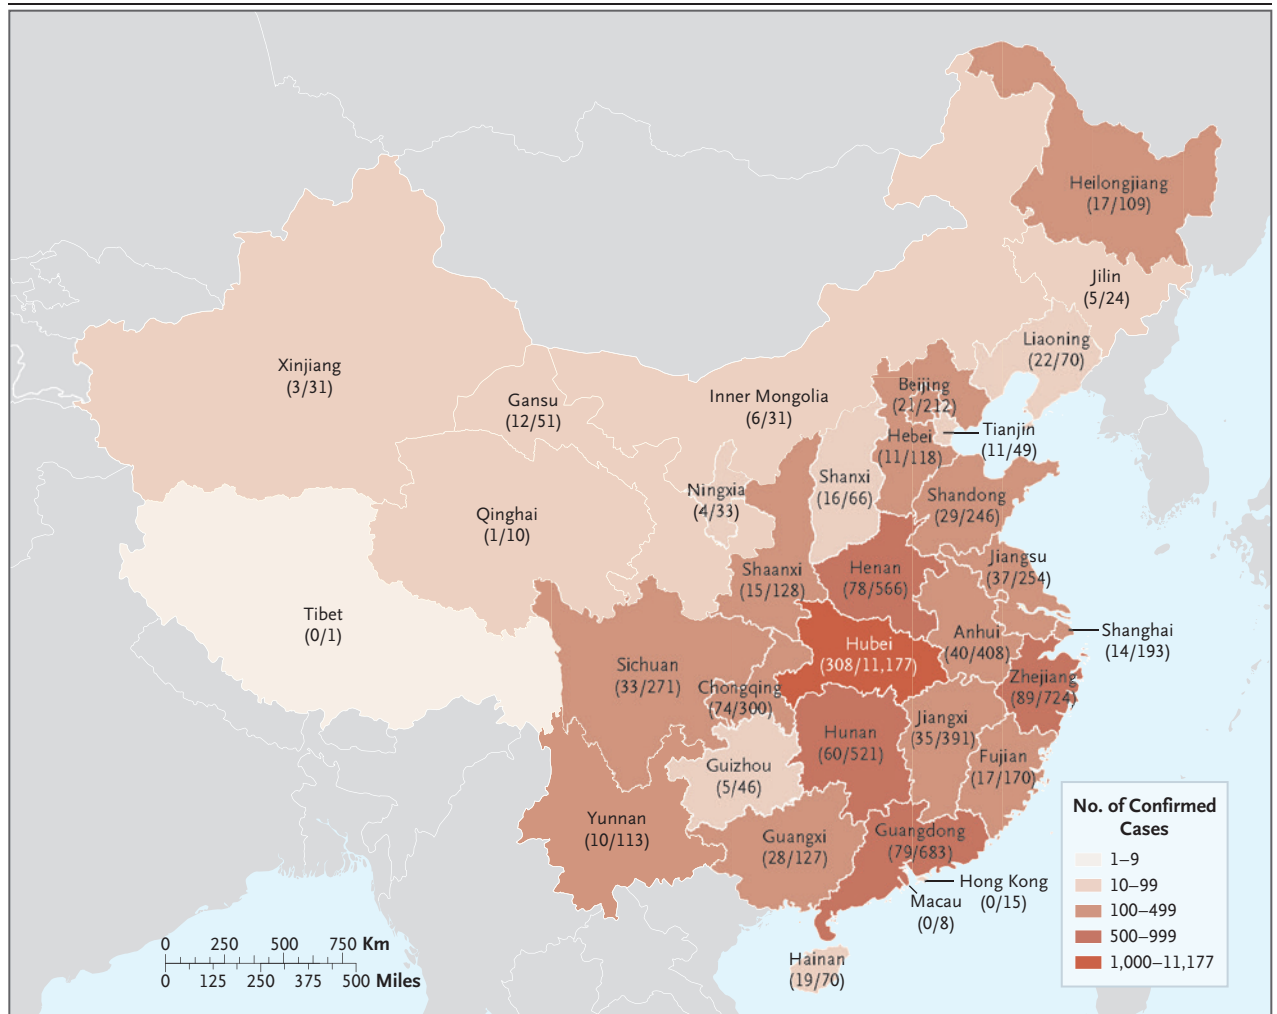 Heilongjiang
(17/109)
Jilin
(5/24)
Liaoning
(22/70)
Xinjiang
(3/31)
Gansu
(12/51)
Inner Mongolia
(6/31)
Beijing
(21/212)
Hebei
(11/118)
Tianjin
(11/49)
Shanxi
(16/66)
Ningxia
(4/33)
Shandong
(29/246)
Qinghai
(1/10)
Shaanxi
(15/128)
Henan
(78/566)
Jiangsu
(37/254)
Tibet
(0/1)
Hubei
(308/11,177)
Anhui
(40/408)
Shanghai
(14/193)
Sichuan
(33/271)
Chongqing
(74/300)
Zhejiang
(89/724)
Hunan
(60/521)
Jiangxi
(35/391)
Fujian
(17/170)
Guizhou
(5/46)
Yunnan
(10/113)
Guangxi
(28/127)
Guangdong
(79/683)
Hong Kong
(0/15)
Macau
(0/8)
Hainan
(19/70)
No. of Confirmed
Cases
1–9
10–99
100–499
500–999
1,000–11,177
0 250 500 750 Km
0 125 250 375 500 Miles